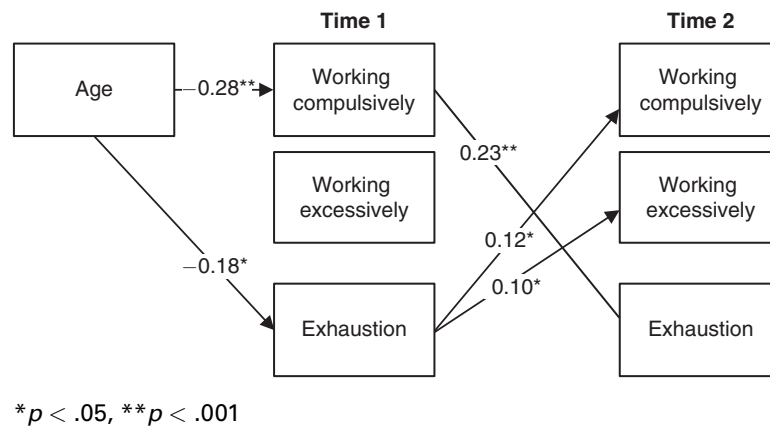 Time 1
Time 2
Age
−0.28**
Working
compulsively
Working
compulsively
0.23**
Working
excessively
Working
excessively
−0.18*
0.12*
0.10*
Exhaustion
Exhaustion
*p < .05, **p < .001